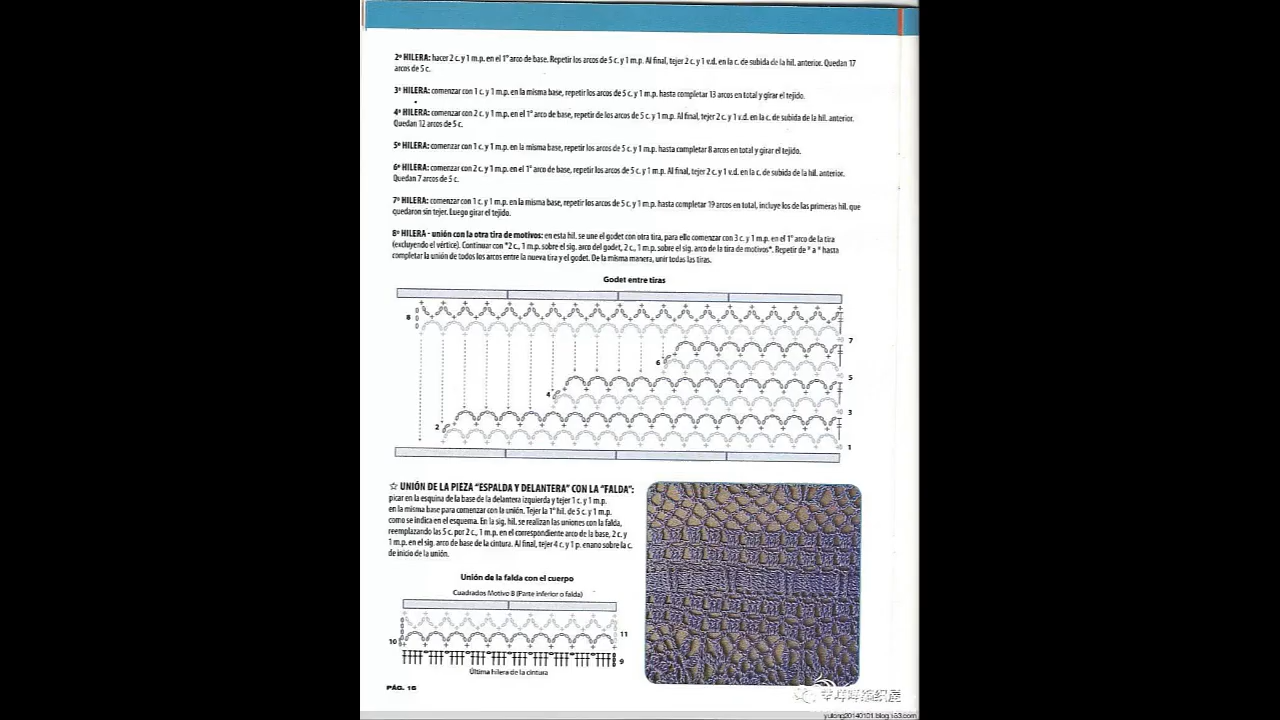 2º HILERA: hacer 2 c. y 1 m.p. en el 1º arco de base. Repetir los arcos de 5 c. y 1 m.p. Al final, tejer 2 c. y 1 v.d. en la c. de subida de la hil. anterior. Quedan 17
arcos de 5 c.
3º HILERA: comenzar con 1 c. y 1 m.p. en la misma base, repetir los arcos de 5 c. y 1 m.p. hasta completar 13 arcos en total y girar el tejido.
4º HILERA: comenzar con 2 c. y 1 m.p. en el 1º arco de base, repetir de los arcos de 5 c. y 1 m.p. Al final, tejer 2 c. y 1 v.d. en la c. de subida de la hil. anterior.
Quedan 12 arcos de 5 c.
5º HILERA: comenzar con 1 c. y 1 m.p. en la misma base, repetir los arcos de 5 c. y 1 m.p. hasta completar 8 arcos en total y girar el tejido.
6º HILERA: comenzar con 2 c. y 1 m.p. en el 1º arco de base, repetir los arcos de 5 c. y 1 m.p. Al final, tejer 2 c. y 1 v.d. en la c. de subida de la hil. anterior.
Quedan 7 arcos de 5 c.
7º HILERA: comenzar con 1 c. y 1 m.p. en la misma base, repetir los arcos de 5 c. y 1 m.p. hasta completar 19 arcos en total, incluye los de las primeras hil. que
quedaron sin tejer. Luego girar el tejido.
8º HILERA - unión con la otra tira de motivos: en esta hil. se une el godet con otra tira, para ello comenzar con 3 c. y 1 m.p. en el 1º arco de la tira
(excluyendo el vértice). Continuar con *2 c., 1 m.p. sobre el sig. arco del godet, 2 c., 1 m.p. sobre el sig. arco de la tira de motivos*. Repetir de * a * hasta
completar la unión de todos los arcos entre la nueva tira y el godet. De la misma manera, unir todas las tiras.
Godet entre tiras
8
7
6
5
4
3
2
1
☆ UNIÓN DE LA PIEZA "ESPALDA Y DELANTERA" CON LA "FALDA":
picar en la esquina de la base de la delantera izquierda y tejer 1 c. y 1 m.p.
en la misma base para comenzar con la unión. Tejer la 1º hil. de 5 c. y 1 m.p.
como se indica en el esquema. En la sig. hil. se realizan las uniones con la falda,
reemplazando las 5 c. por 2 c., 1 m.p. en el correspondiente arco de la base, 2 c. y
1 m.p. en el sig. arco de base de la cintura. Al final, tejer 4 c. y 1 p. enano sobre la c.
de inicio de la unión.
Unión de la falda con el cuerpo
Cuadrados Motivo B (Parte inferior o falda)
11
10
9
Última hilera de la cintura
PÁG. 16
yutong20140101.blog.163.com